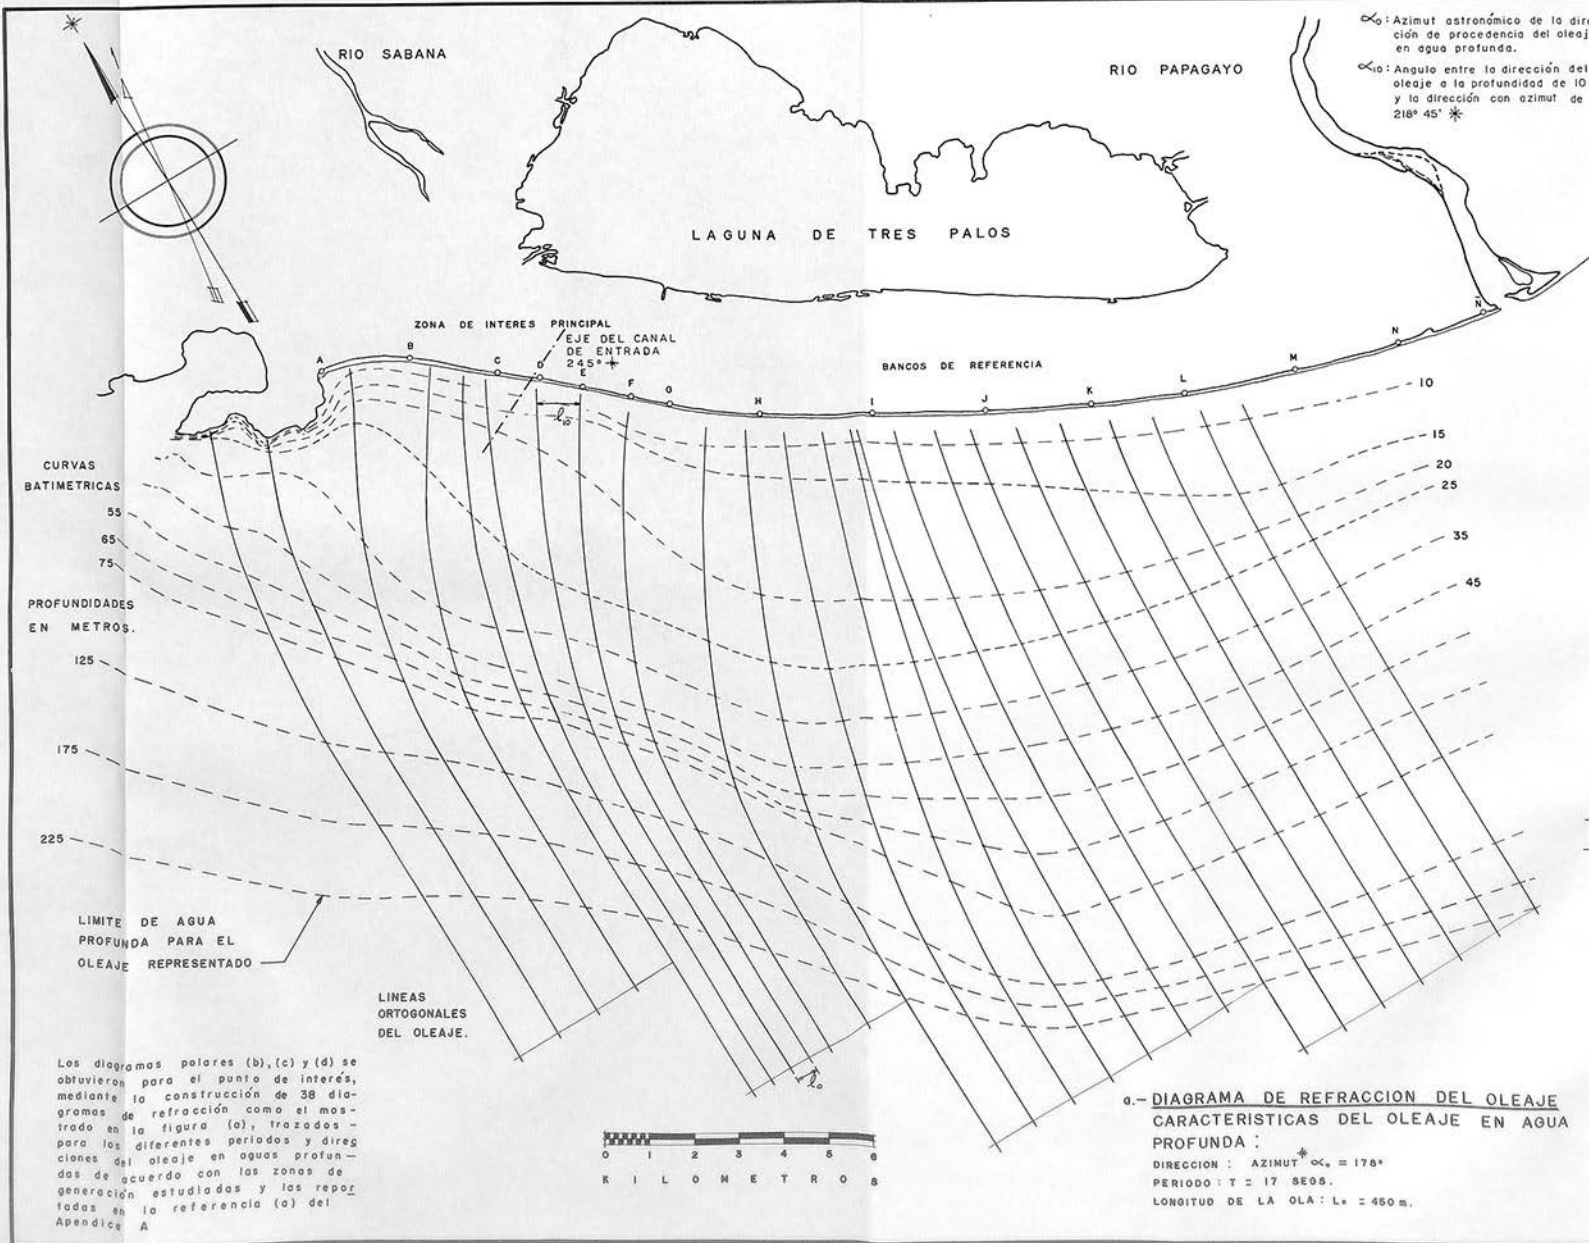 RIO SABANA
RIO PAPAGAYO
∝₀: Azimut astronómico de la dire
ción de procedencia del oleaj
en agua profunda.
∝₁₀: Angulo entre la dirección del
oleaje a la profundidad de 10
y la dirección con azimut de
218° 45' *
LAGUNA DE TRES PALOS
ZONA DE INTERES PRINCIPAL
EJE DEL CANAL
DE ENTRADA
245° *
BANCOS DE REFERENCIA
A
B
C
D
E
F
G
H
I
J
K
L
M
N
Ñ
ℓ₁₀
10
15
20
25
35
45
CURVAS
BATIMETRICAS
55
65
75
PROFUNDIDADES
EN METROS.
125
175
225
LIMITE DE AGUA
PROFUNDA PARA EL
OLEAJE REPRESENTADO
LINEAS
ORTOGONALES
DEL OLEAJE.
ℓ₀
Los diagramas polares (b), (c) y (d) se
obtuvieron para el punto de interés,
mediante la construcción de 38 dia-
gramas de refracción como el mos-
trado en la figura (a), trazados -
para los diferentes periodos y direc
ciones del oleaje en aguas profun-
das de acuerdo con las zonas de
generación estudiadas y las repor
tadas en la referencia (a) del
Apendice A
0 1 2 3 4 5 6
KILOMETROS
a.- DIAGRAMA DE REFRACCION DEL OLEAJE
CARACTERISTICAS DEL OLEAJE EN AGUA
PROFUNDA :
DIRECCION : AZIMUT* ∝₀ = 178°
PERIODO : T = 17 SEGS.
LONGITUD DE LA OLA : L₀ = 450 m.